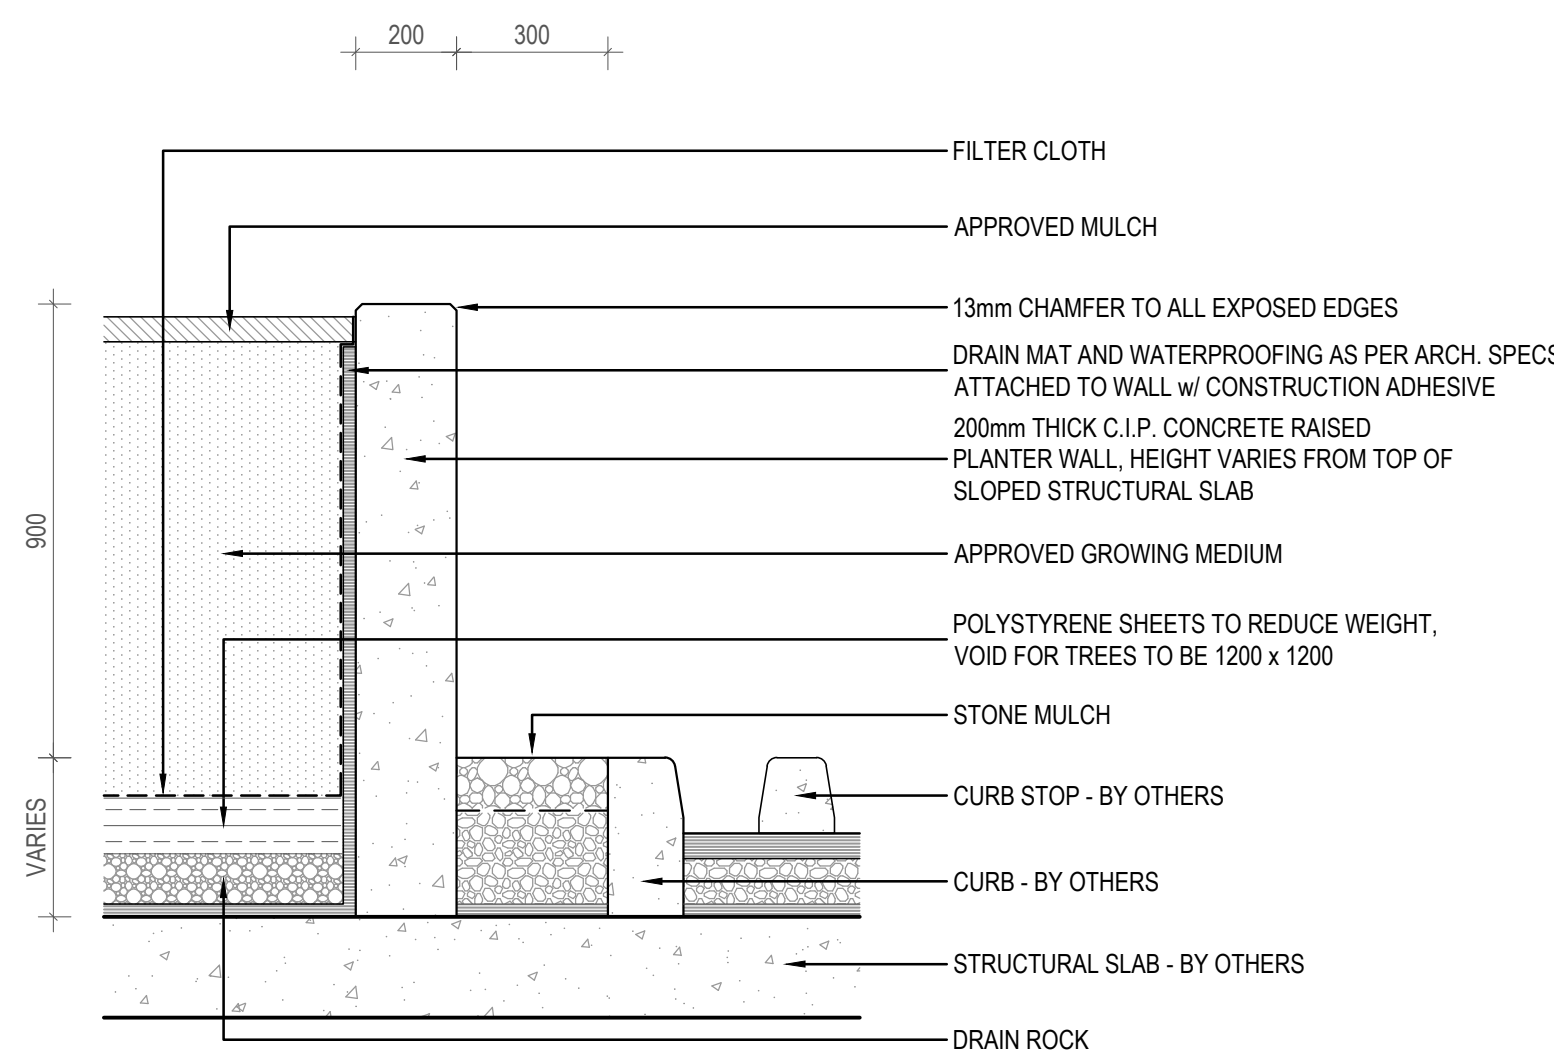 200
300
FILTER CLOTH
APPROVED MULCH
13mm CHAMFER TO ALL EXPOSED EDGES
DRAIN MAT AND WATERPROOFING AS PER ARCH. SPECS
ATTACHED TO WALL w/ CONSTRUCTION ADHESIVE
200mm THICK C.I.P. CONCRETE RAISED
PLANTER WALL, HEIGHT VARIES FROM TOP OF
SLOPED STRUCTURAL SLAB
900
APPROVED GROWING MEDIUM
POLYSTYRENE SHEETS TO REDUCE WEIGHT,
VOID FOR TREES TO BE 1200 x 1200
STONE MULCH
VARIES
CURB STOP - BY OTHERS
CURB - BY OTHERS
STRUCTURAL SLAB - BY OTHERS
DRAIN ROCK